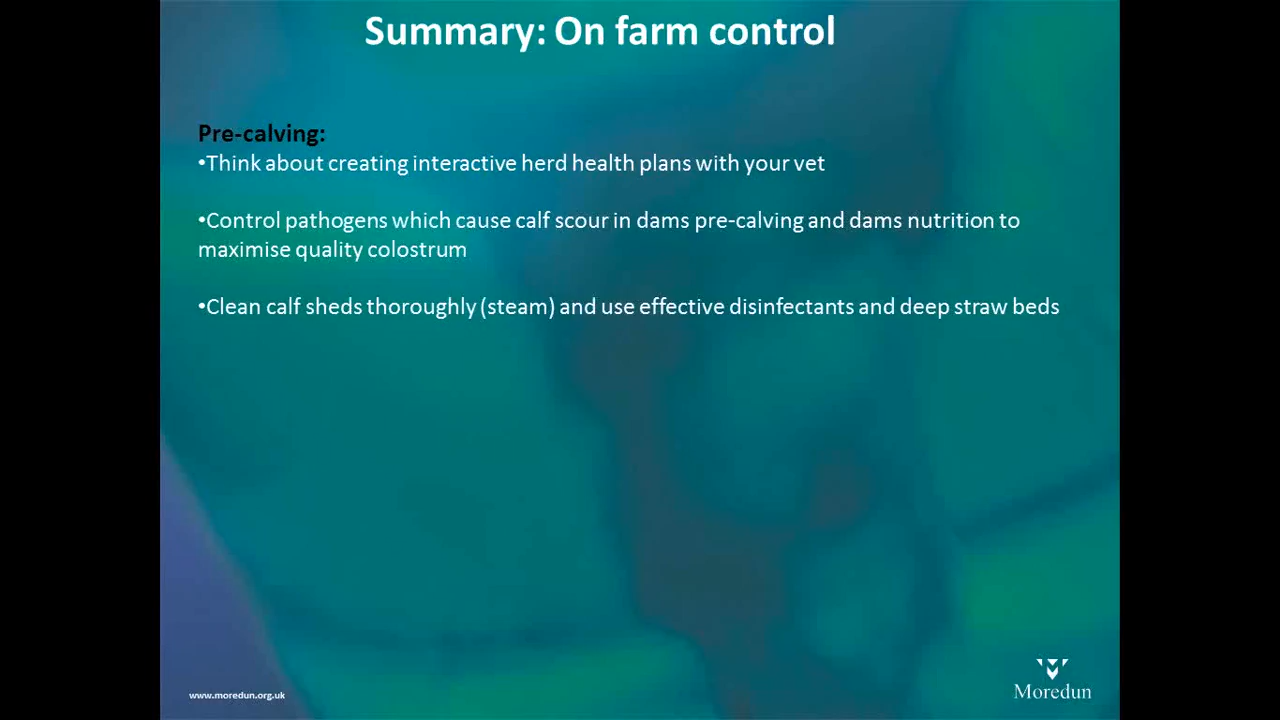 Summary: On farm control
Pre-calving:
•Think about creating interactive herd health plans with your vet
•Control pathogens which cause calf scour in dams pre-calving and dams nutrition to
maximise quality colostrum
•Clean calf sheds thoroughly (steam) and use effective disinfectants and deep straw beds
www.moredun.org.uk
Moredun